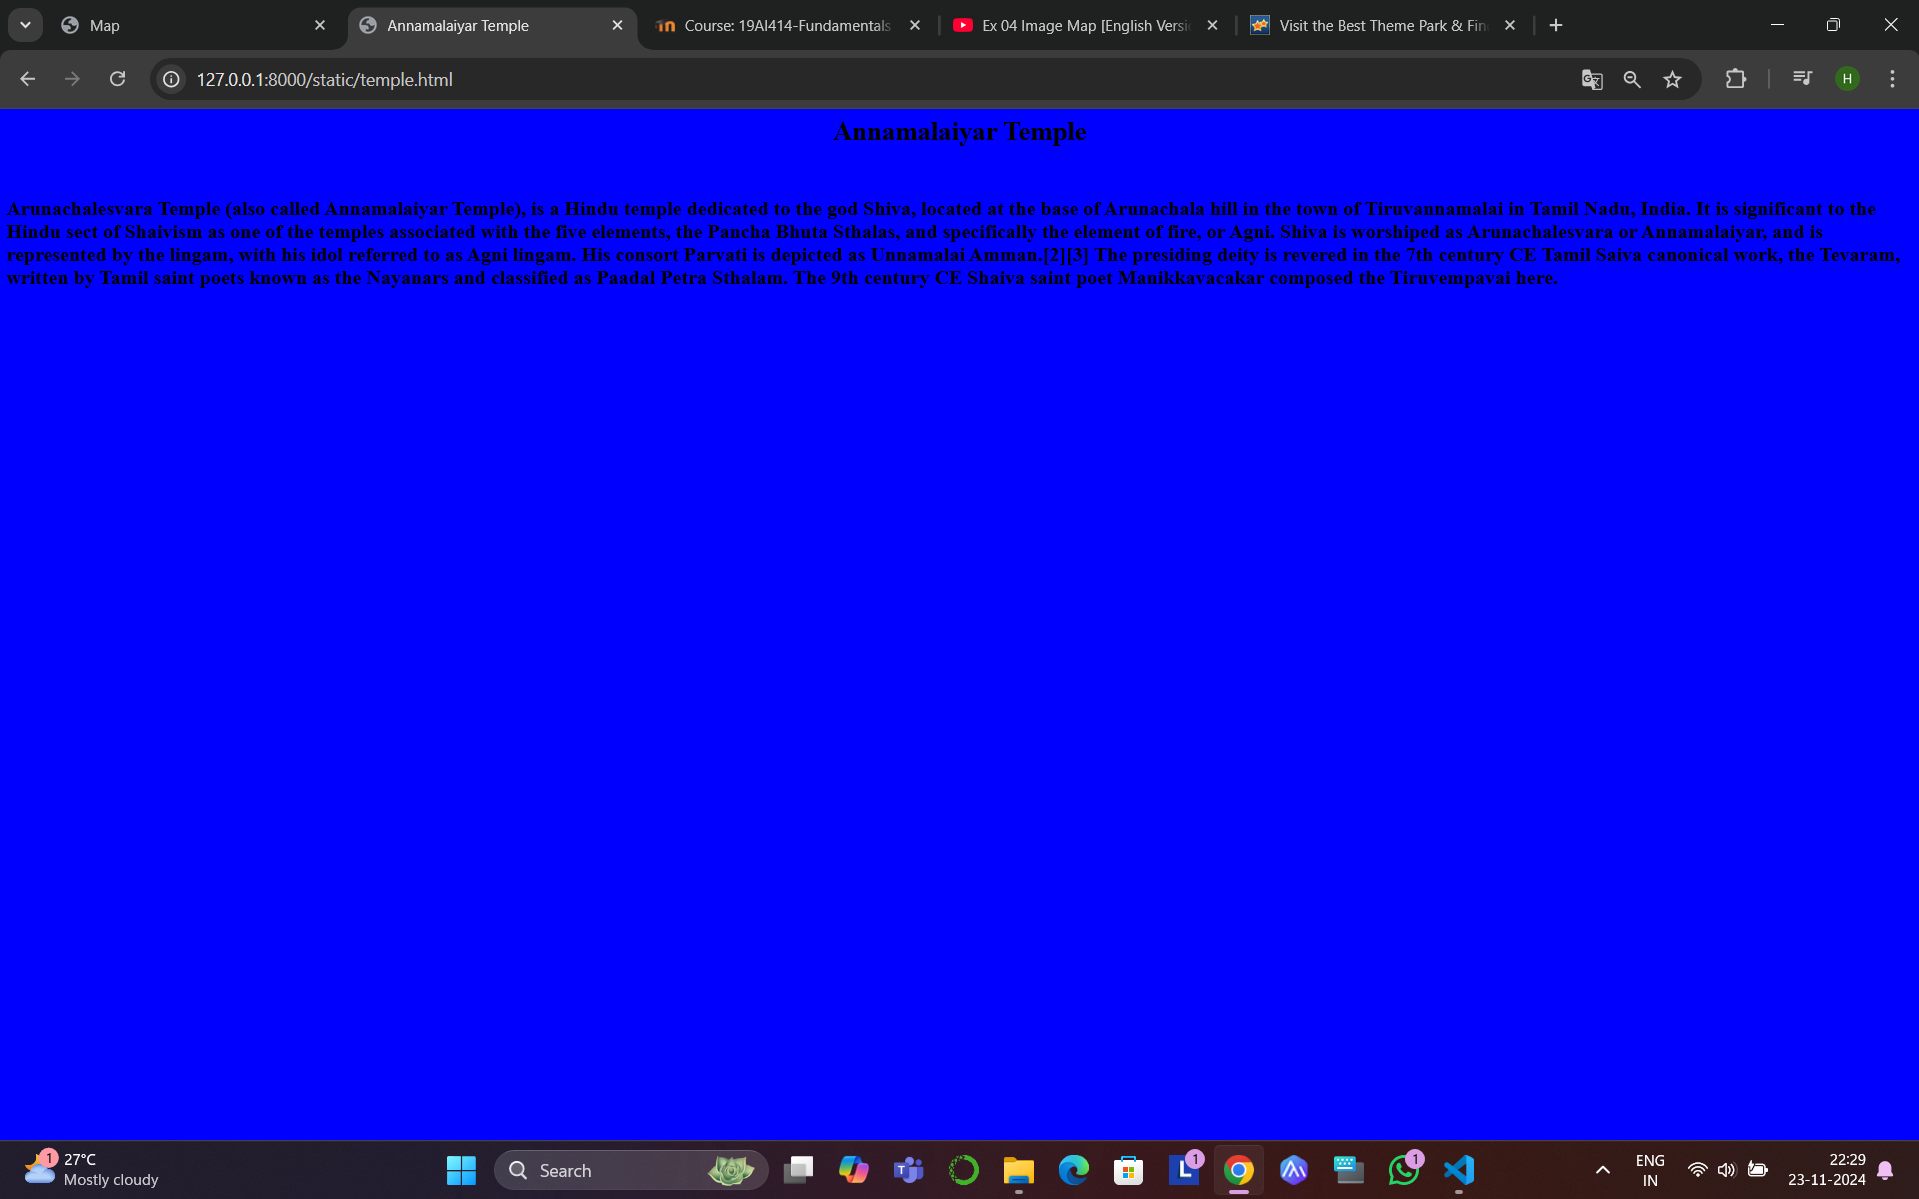 Map
Annamalaiyar Temple
Course: 19AI414-Fundamentals
Ex 04 Image Map [English Versi
Visit the Best Theme Park & Fin
127.0.0.1:8000/static/temple.html
H
Annamalaiyar Temple
Arunachalesvara Temple (also called Annamalaiyar Temple), is a Hindu temple dedicated to the god Shiva, located at the base of Arunachala hill in the town of Tiruvannamalai in Tamil Nadu, India. It is significant to the
Hindu sect of Shaivism as one of the temples associated with the five elements, the Pancha Bhuta Sthalas, and specifically the element of fire, or Agni. Shiva is worshiped as Arunachalesvara or Annamalaiyar, and is
represented by the lingam, with his idol referred to as Agni lingam. His consort Parvati is depicted as Unnamalai Amman.[2][3] The presiding deity is revered in the 7th century CE Tamil Saiva canonical work, the Tevaram,
written by Tamil saint poets known as the Nayanars and classified as Paadal Petra Sthalam. The 9th century CE Shaiva saint poet Manikkavacakar composed the Tiruvempavai here.
1
27°C
Mostly cloudy
Search
T
L
1
1
ENG
IN
22:29
23-11-2024